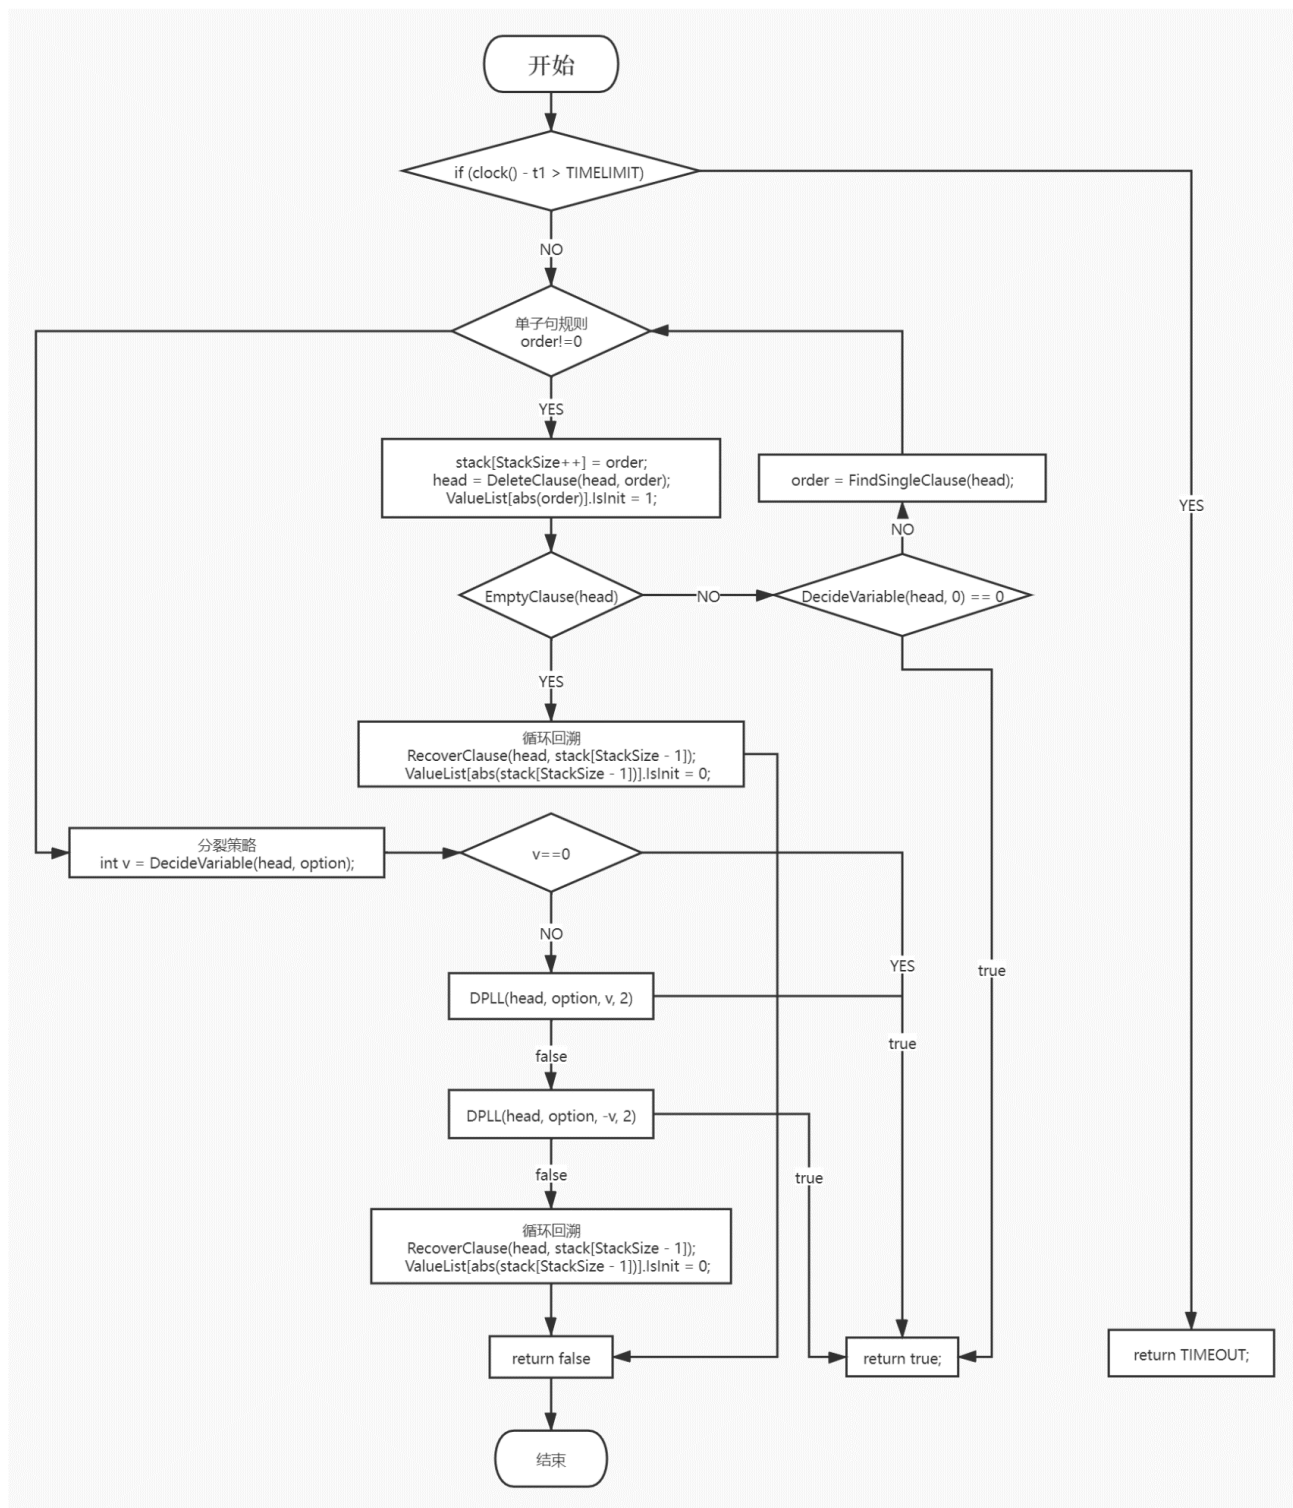 开始
if (clock() - t1 > TIMELIMIT)
NO
单子句规则
order!=0
YES
stack[StackSize++] = order;
head = DeleteClause(head, order);
ValueList[abs(order)].IsInit = 1;
order = FindSingleClause(head);
YES
NO
EmptyClause(head)
NO
DecideVariable(head, 0) == 0
YES
循环回溯
RecoverClause(head, stack[StackSize - 1]);
ValueList[abs(stack[StackSize - 1])].IsInit = 0;
分裂策略
int v = DecideVariable(head, option);
v==0
NO
YES
true
DPLL(head, option, v, 2)
true
false
DPLL(head, option, -v, 2)
false
true
循环回溯
RecoverClause(head, stack[StackSize - 1]);
ValueList[abs(stack[StackSize - 1])].IsInit = 0;
return false
return true;
return TIMEOUT;
结束